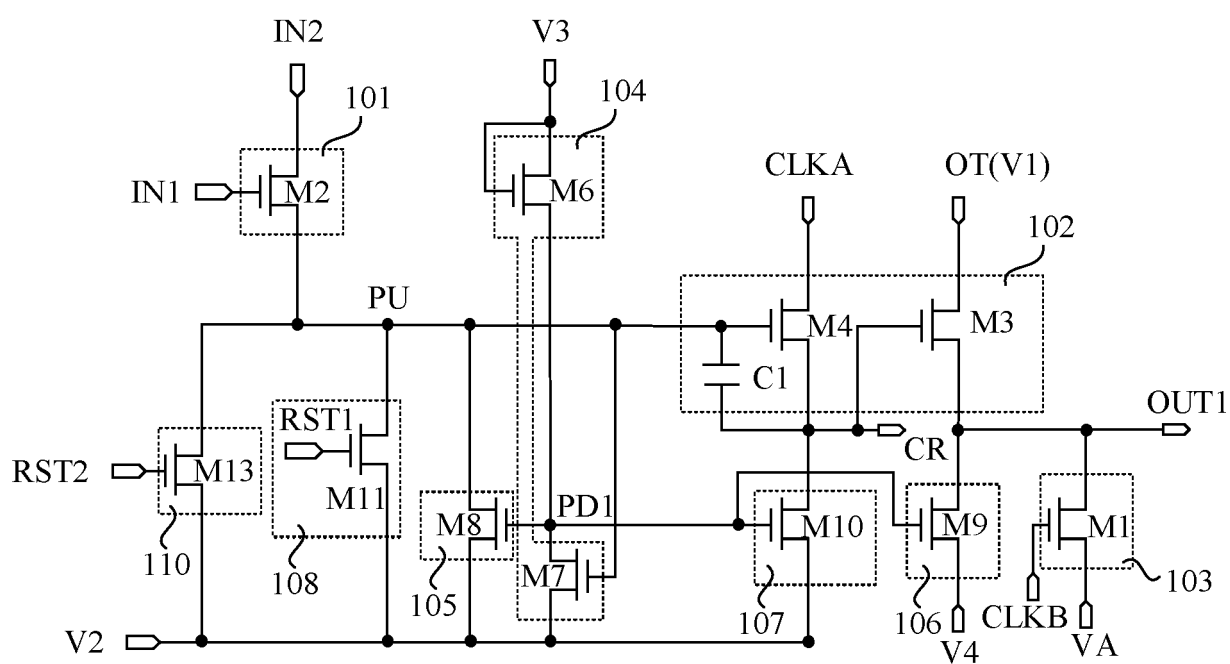 IN2
V3
101
104
CLKA
OT(V1)
IN1
M2
M6
102
PU
M4
M3
C1
OUT1
RST1
CR
RST2
M13
M11
PD1
M8
M10
M9
M1
M7
110
108
105
107
106
103
CLKB
V2
V4
VA